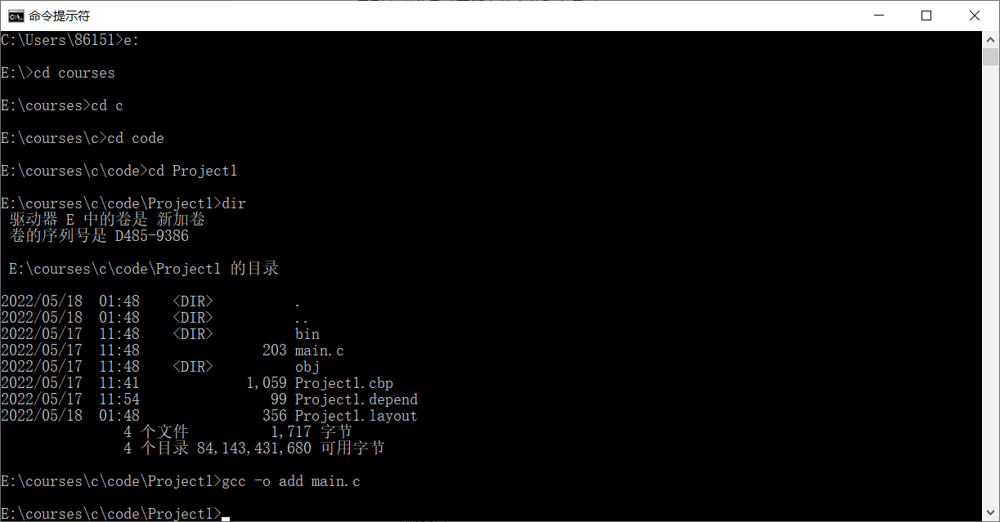 命令提示符
C:\Users\86151>e:
E:\>cd courses
E:\courses>cd c
E:\courses\c>cd code
E:\courses\c\code>cd Project1
E:\courses\c\code\Project1>dir
驱动器 E 中的卷是 新加卷
卷的序列号是 D485-9386
E:\courses\c\code\Project1 的目录
2022/05/18  01:48    <DIR>          .
2022/05/18  01:48    <DIR>          ..
2022/05/17  11:48    <DIR>          bin
2022/05/17  11:48               203 main.c
2022/05/17  11:48    <DIR>          obj
2022/05/17  11:41             1,059 Project1.cbp
2022/05/17  11:54                99 Project1.depend
2022/05/18  01:48               356 Project1.layout
4 个文件          1,717 字节
4 个目录 84,143,431,680 可用字节
E:\courses\c\code\Project1>gcc -o add main.c
E:\courses\c\code\Project1>